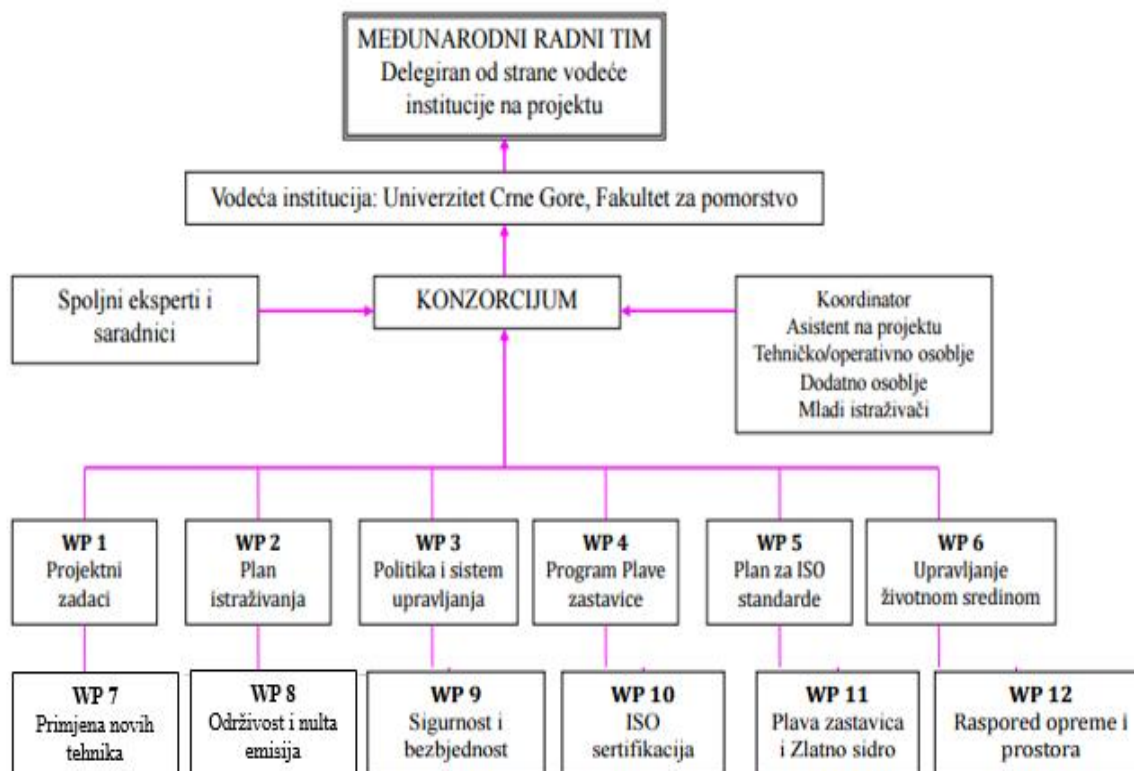 MEĐUNARODNI RADNI TIM
Delegiran od strane vodeće
institucije na projektu
Vodeća institucija: Univerzitet Crne Gore, Fakultet za pomorstvo
Spoljni eksperti i
saradnici
KONZORCIJUM
Koordinator
Asistent na projektu
Tehničko/operativno osoblje
Dodatno osoblje
Mladi istraživači
WP 1
Projektni
zadaci
WP 2
Plan
istraživanja
WP 3
Politika i sistem
upravljanja
WP 4
Program Plave
zastavice
WP 5
Plan za ISO
standarde
WP 6
Upravljanje
životnom sredinom
WP 7
Primjena novih
tehnika
WP 8
Održivost i nulta
emisija
WP 9
Sigurnost i
bezbjednost
WP 10
ISO
sertifikacija
WP 11
Plava zastavica
i Zlatno sidro
WP 12
Raspored opreme i
prostora